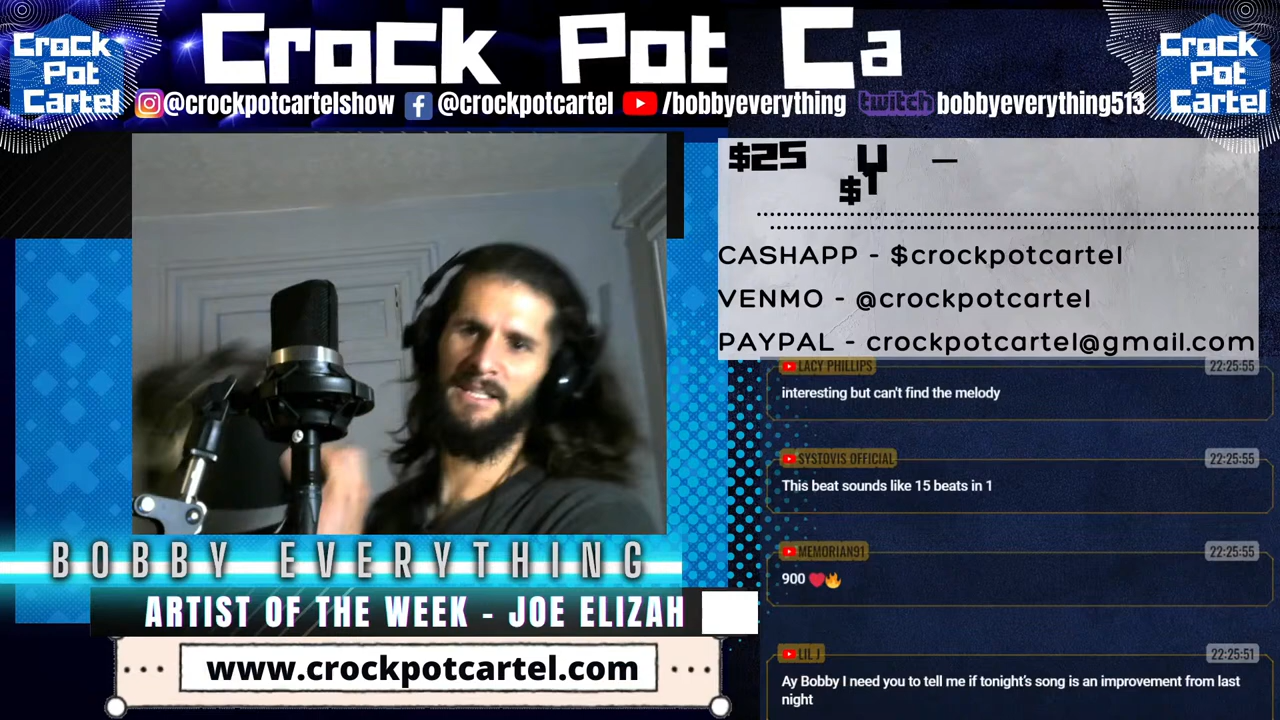 Crock Pot Ca
Crock
Pot
Cartel
@crockpotcartelshow @crockpotcartel /bobbyeverything twitch bobbyeverything513
Crock
Pot
Cartel
$25
$1
CASHAPP - $crockpotcartel
VENMO - @crockpotcartel
PAYPAL - crockpotcartel@gmail.com
LACY PHILLIPS 22:25:55
interesting but can't find the melody
SYSTOVIS OFFICIAL 22:25:55
This beat sounds like 15 beats in 1
MEMORIAN91 22:25:55
900 ❤️🔥
LIL J 22:25:51
Ay Bobby I need you to tell me if tonight's song is an improvement from last
night
BOBBY EVERYTHING
ARTIST OF THE WEEK - JOE ELIZAH
www.crockpotcartel.com